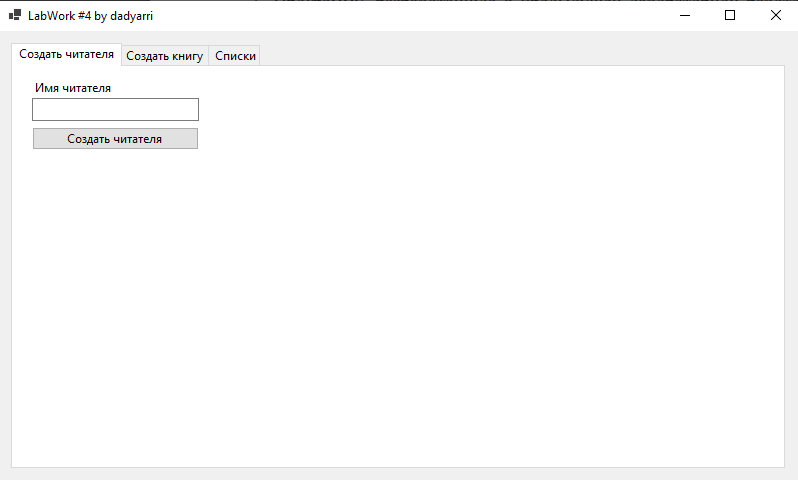 LabWork #4 by dadyarri
Создать читателя Создать книгу Списки
Имя читателя
Создать читателя